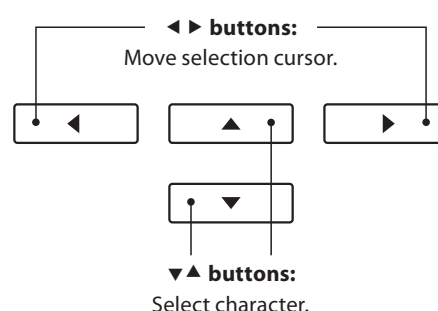 ◀ ▶ buttons:
Move selection cursor.
◀
▲
▶
▼
▼▲ buttons:
Select character.